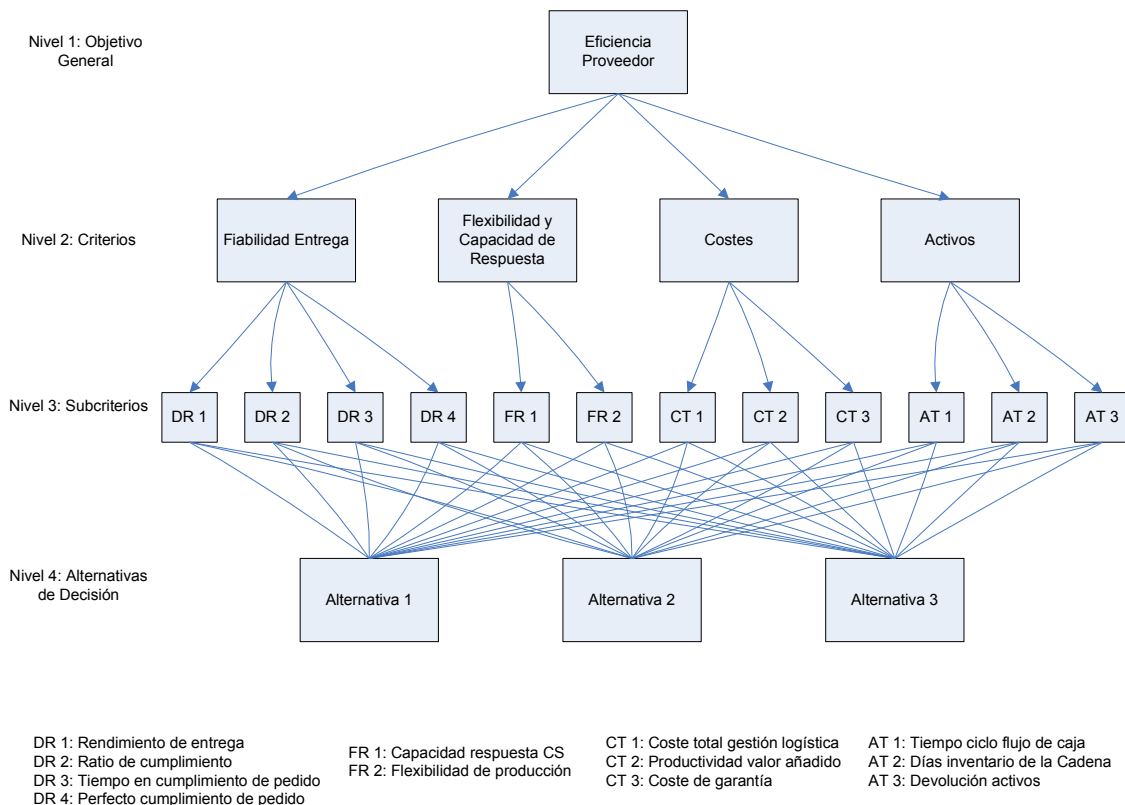 Nivel 1: Objetivo
General
Eficiencia
Proveedor
Nivel 2: Criterios
Fiabilidad Entrega
Flexibilidad y
Capacidad de
Respuesta
Costes
Activos
Nivel 3: Subcriterios
DR 1
DR 2
DR 3
DR 4
FR 1
FR 2
CT 1
CT 2
CT 3
AT 1
AT 2
AT 3
Nivel 4: Alternativas
de Decisión
Alternativa 1
Alternativa 2
Alternativa 3
DR 1: Rendimiento de entrega
DR 2: Ratio de cumplimiento
DR 3: Tiempo en cumplimiento de pedido
DR 4: Perfecto cumplimiento de pedido
FR 1: Capacidad respuesta CS
FR 2: Flexibilidad de producción
CT 1: Coste total gestión logística
CT 2: Productividad valor añadido
CT 3: Coste de garantía
AT 1: Tiempo ciclo flujo de caja
AT 2: Días inventario de la Cadena
AT 3: Devolución activos